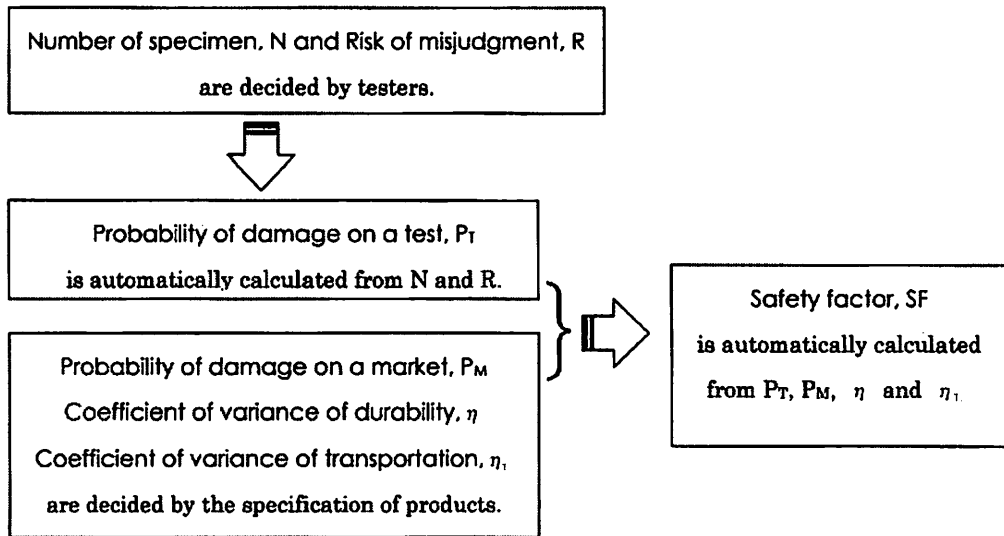 Number of specimen, N and Risk of misjudgment, R
are decided by testers.
Probability of damage on a test, PT
is automatically calculated from N and R.
Probability of damage on a market, PM
Coefficient of variance of durability, η
Coefficient of variance of transportation, η₁
are decided by the specification of products.
Safety factor, SF
is automatically calculated
from PT, PM, η and η₁.